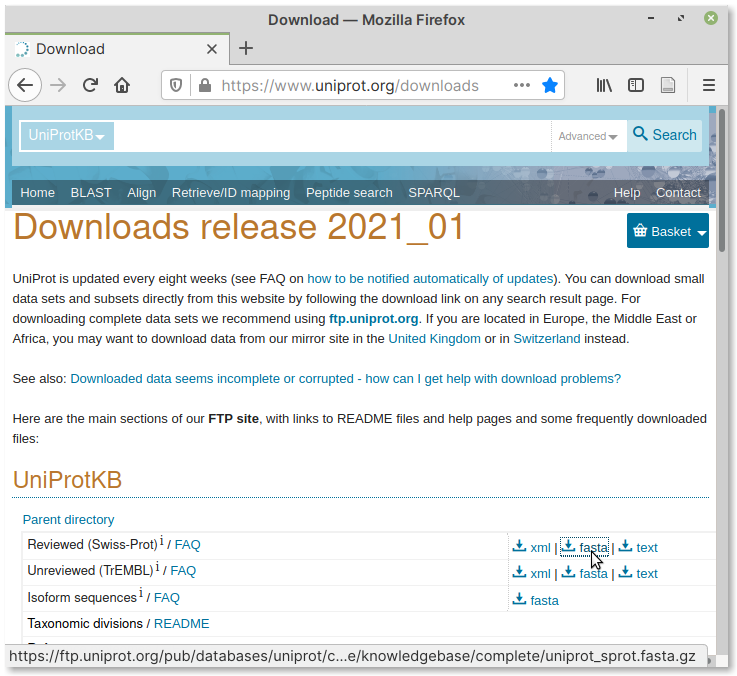 Download — Mozilla Firefox
Download
https://www.uniprot.org/downloads
UniProtKB
Advanced
Search
Home BLAST Align Retrieve/ID mapping Peptide search SPARQL Help Contact
Downloads release 2021_01
Basket
UniProt is updated every eight weeks (see FAQ on how to be notified automatically of updates). You can download small
data sets and subsets directly from this website by following the download link on any search result page. For
downloading complete data sets we recommend using ftp.uniprot.org. If you are located in Europe, the Middle East or
Africa, you may want to download data from our mirror site in the United Kingdom or in Switzerland instead.
See also: Downloaded data seems incomplete or corrupted - how can I get help with download problems?
Here are the main sections of our FTP site, with links to README files and help pages and some frequently downloaded
files:
UniProtKB
Parent directory
Reviewed (Swiss-Prot) i / FAQ xml | fasta | text
Unreviewed (TrEMBL) i / FAQ xml | fasta | text
Isoform sequences i / FAQ fasta
Taxonomic divisions / README
https://ftp.uniprot.org/pub/databases/uniprot/c...e/knowledgebase/complete/uniprot_sprot.fasta.gz